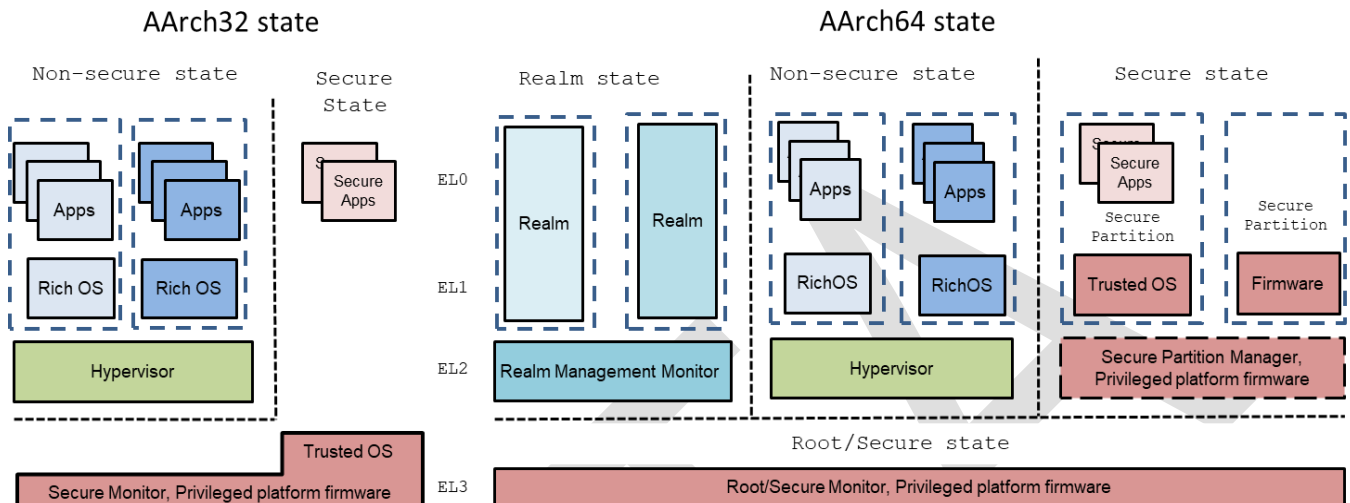 AArch32 state
AArch64 state
Non-secure state
Secure
State
Realm state
Non-secure state
Secure state
Apps
Apps
Secure
Apps
EL0
Realm
Realm
Apps
Apps
Secure
Apps
Secure
Partition
Secure
Partition
Rich OS
Rich OS
EL1
RichOS
RichOS
Trusted OS
Firmware
Hypervisor
EL2
Realm Management Monitor
Hypervisor
Secure Partition Manager,
Privileged platform firmware
Trusted OS
Root/Secure state
Secure Monitor, Privileged platform firmware
EL3
Root/Secure Monitor, Privileged platform firmware